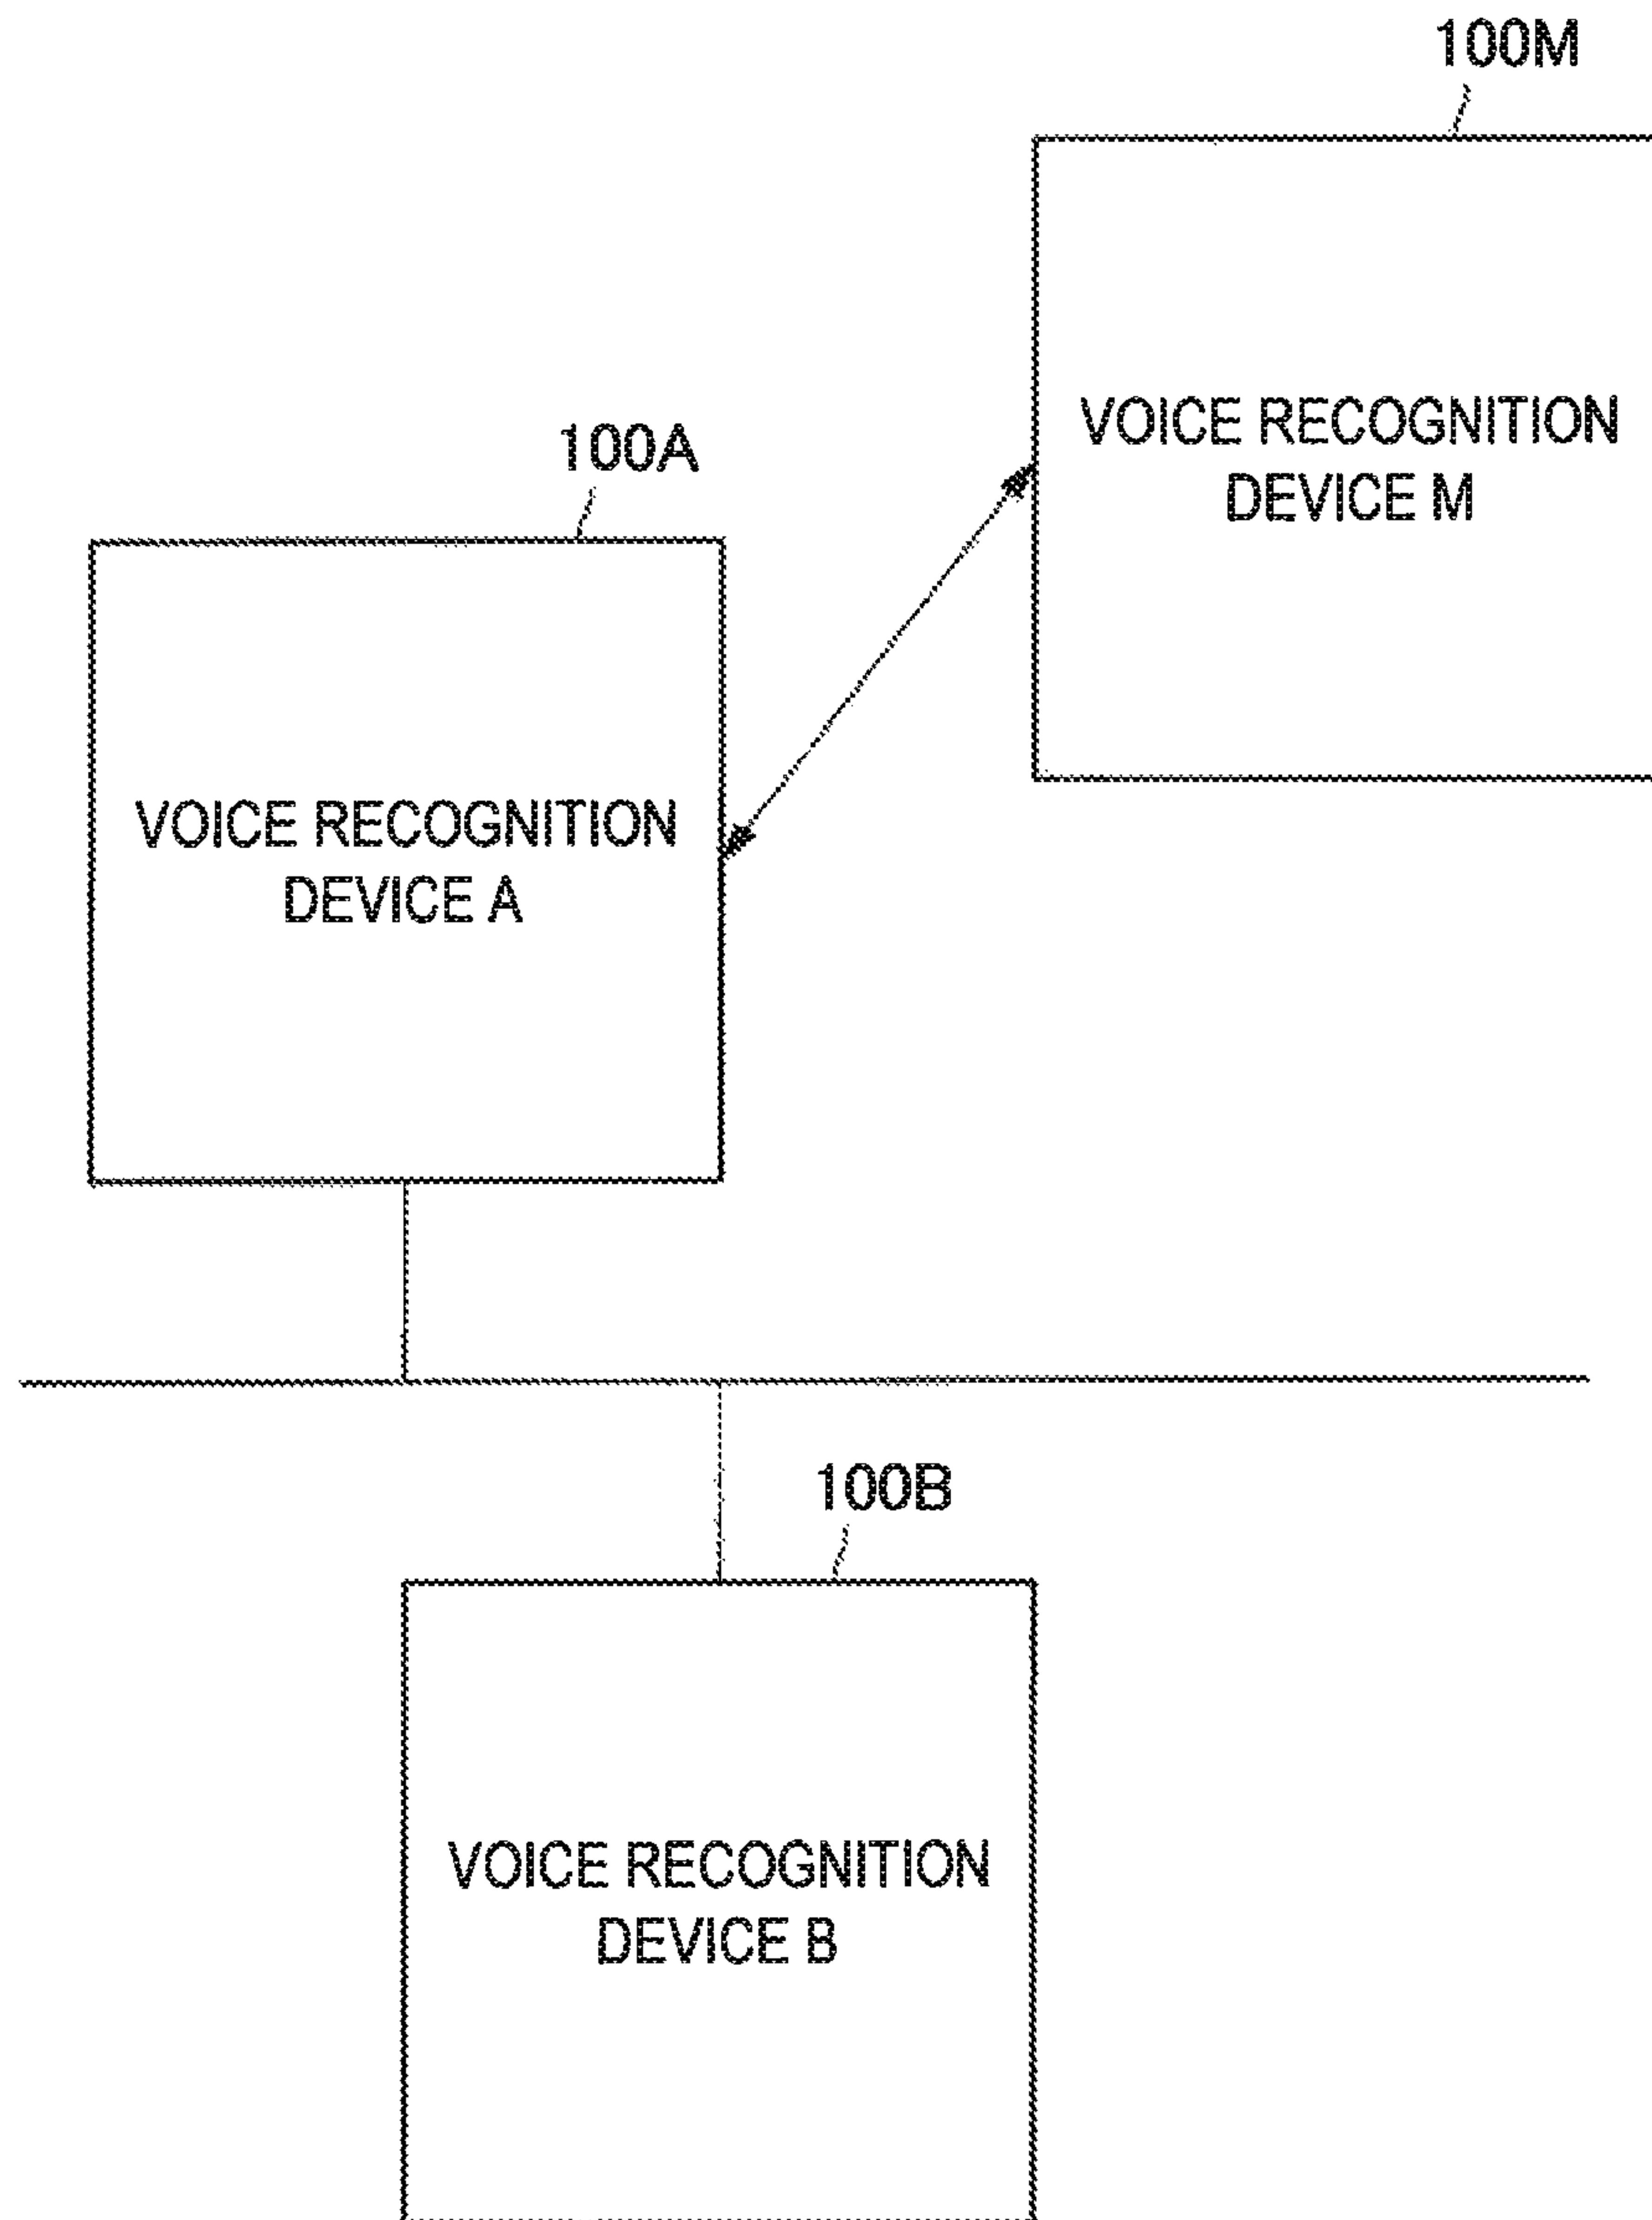 100M
VOICE RECOGNITION
DEVICE M
100A
VOICE RECOGNITION
DEVICE A
100B
VOICE RECOGNITION
DEVICE B